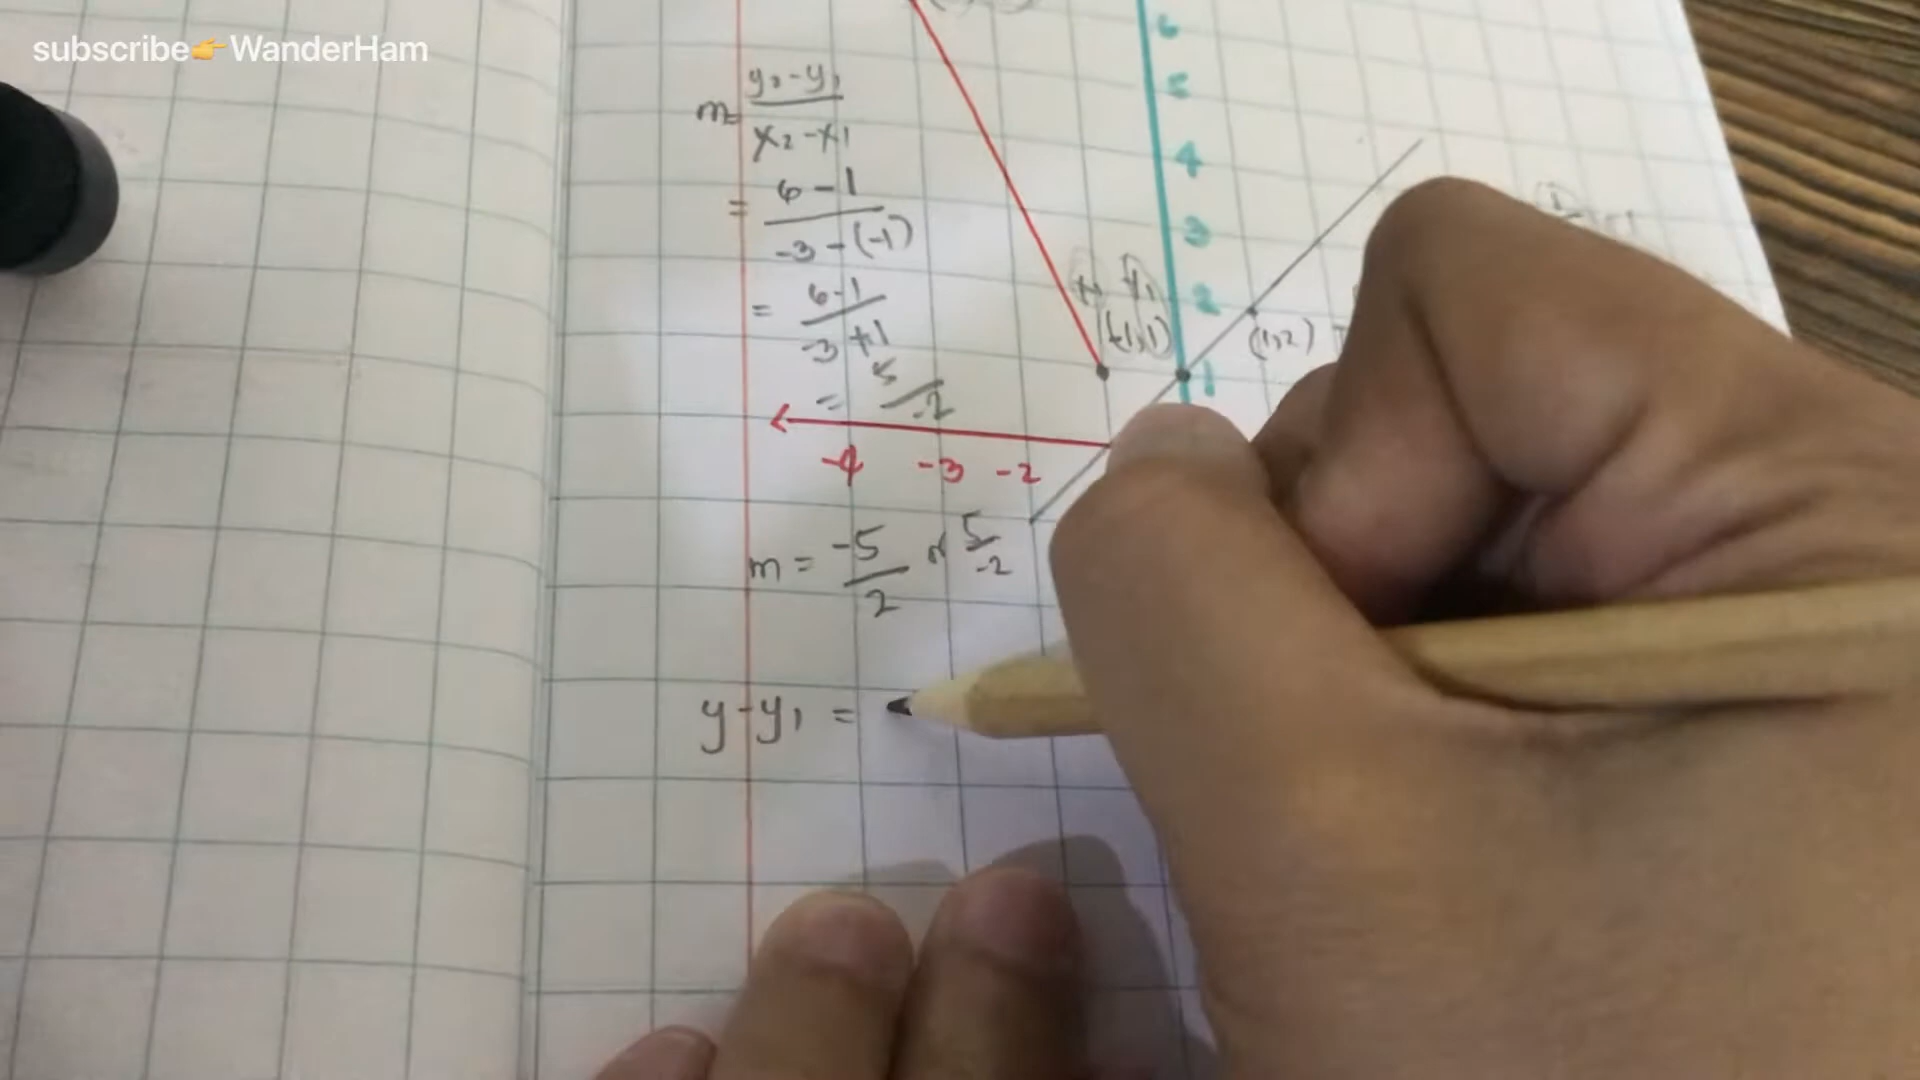 subscribe👉WanderHam
m= y₂-y₁ / x₂-x₁
= 6-1 / -3-(-1)
= 6-1 / -3+1
= 5 / -2
6
5
4
3
2
1
(-1,1)
(1,2)
-4 -3 -2
m = -5/2 or 5/-2
y-y₁ =